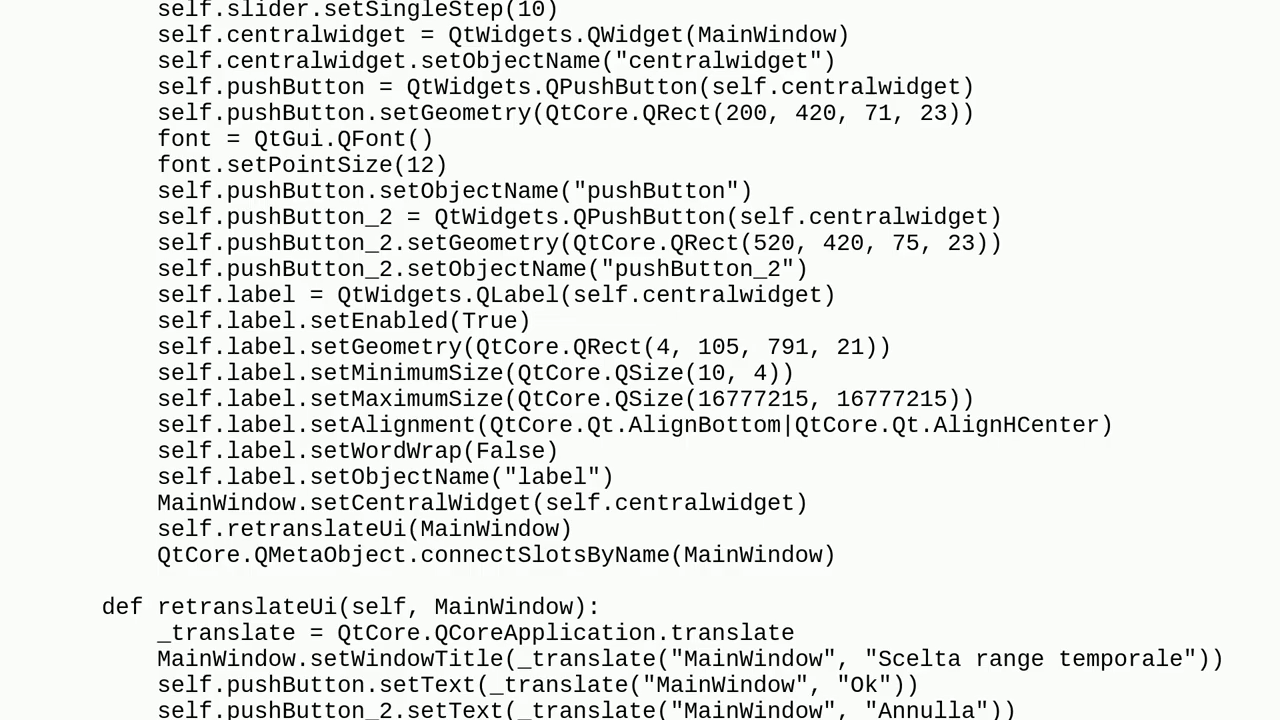 self.slider.setSingleStep(10)
self.centralwidget = QtWidgets.QWidget(MainWindow)
self.centralwidget.setObjectName("centralwidget")
self.pushButton = QtWidgets.QPushButton(self.centralwidget)
self.pushButton.setGeometry(QtCore.QRect(200, 420, 71, 23))
font = QtGui.QFont()
font.setPointSize(12)
self.pushButton.setObjectName("pushButton")
self.pushButton_2 = QtWidgets.QPushButton(self.centralwidget)
self.pushButton_2.setGeometry(QtCore.QRect(520, 420, 75, 23))
self.pushButton_2.setObjectName("pushButton_2")
self.label = QtWidgets.QLabel(self.centralwidget)
self.label.setEnabled(True)
self.label.setGeometry(QtCore.QRect(4, 105, 791, 21))
self.label.setMinimumSize(QtCore.QSize(10, 4))
self.label.setMaximumSize(QtCore.QSize(16777215, 16777215))
self.label.setAlignment(QtCore.Qt.AlignBottom|QtCore.Qt.AlignHCenter)
self.label.setWordWrap(False)
self.label.setObjectName("label")
MainWindow.setCentralWidget(self.centralwidget)
self.retranslateUi(MainWindow)
QtCore.QMetaObject.connectSlotsByName(MainWindow)
def retranslateUi(self, MainWindow):
_translate = QtCore.QCoreApplication.translate
MainWindow.setWindowTitle(_translate("MainWindow", "Scelta range temporale"))
self.pushButton.setText(_translate("MainWindow", "Ok"))
self.pushButton_2.setText(_translate("MainWindow", "Annulla"))